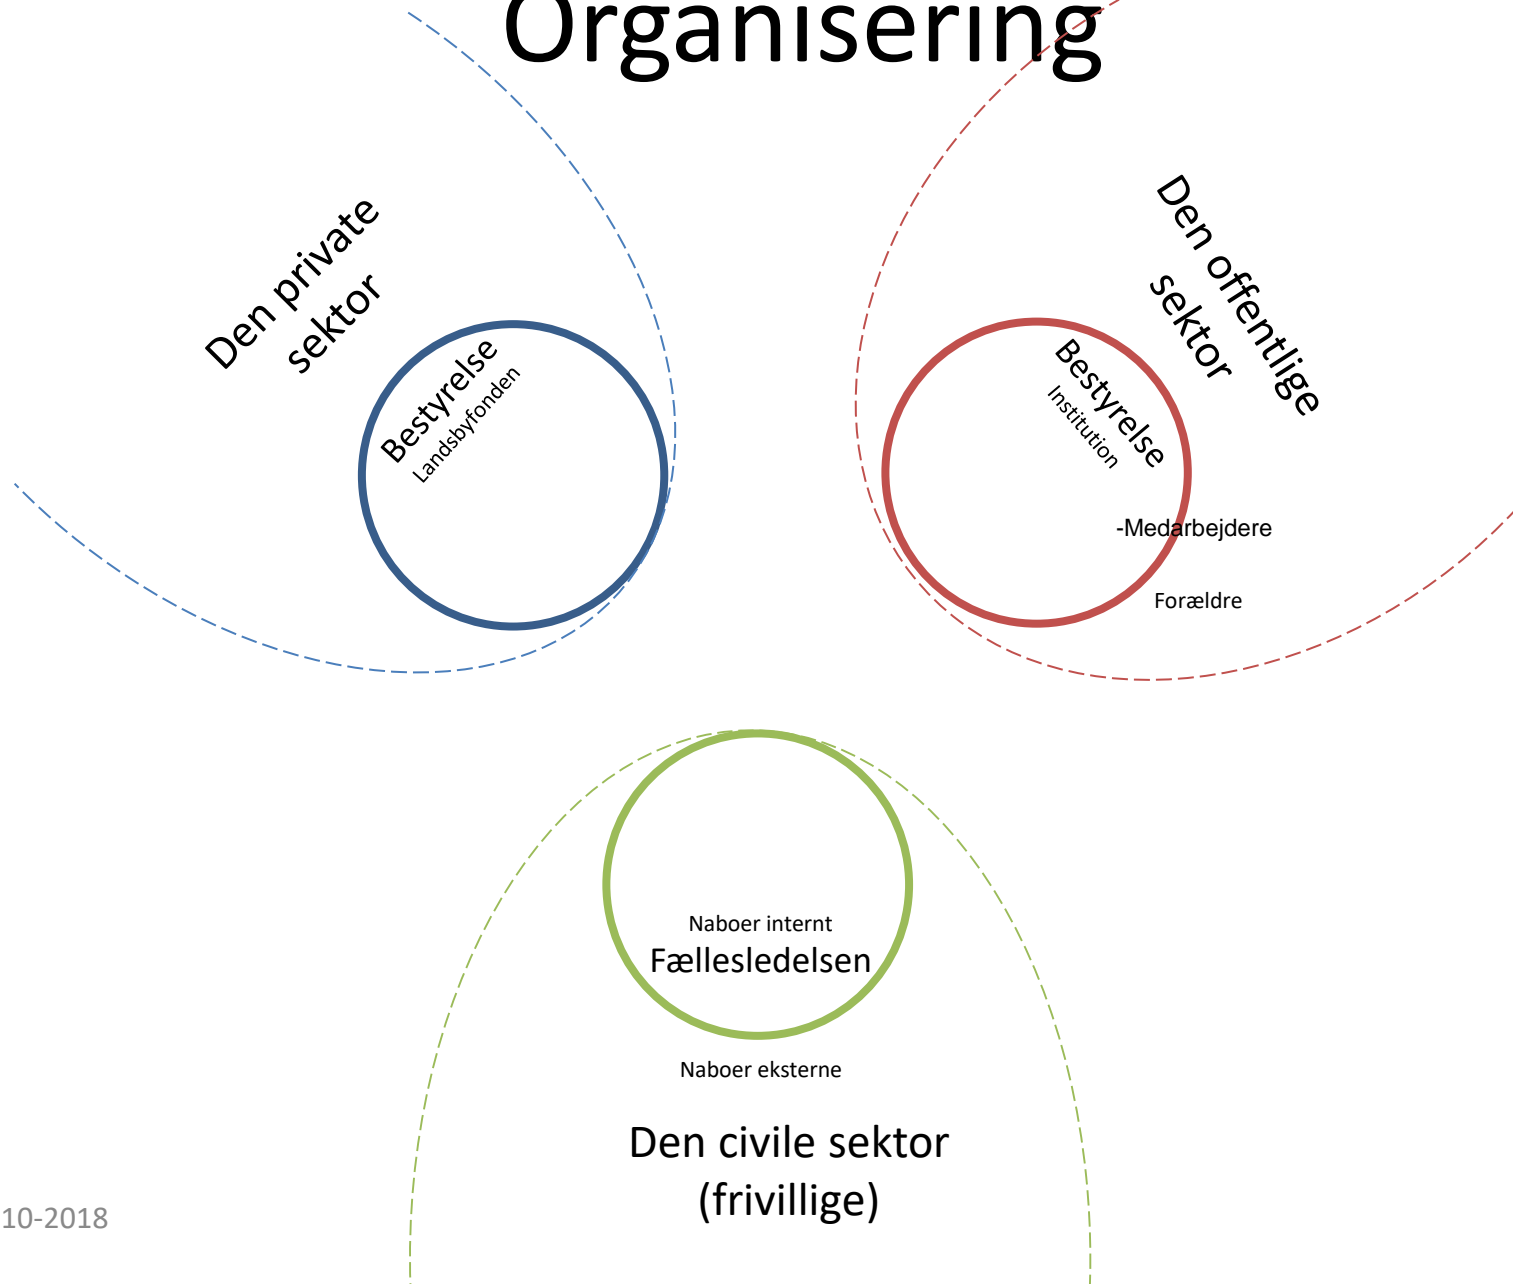 Organisering
Den private
sektor
Bestyrelse
Landsbyfonden
Den offentlige
sektor
Bestyrelse
Institution
-Medarbejdere
Forældre
Naboer internt
Fællesledelsen
Naboer eksterne
Den civile sektor
(frivillige)
10-2018